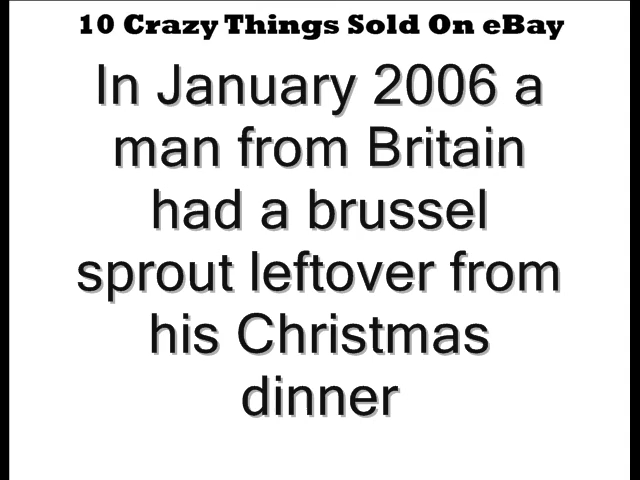 10 Crazy Things Sold On eBay
In January 2006 a
man from Britain
had a brussel
sprout leftover from
his Christmas
dinner